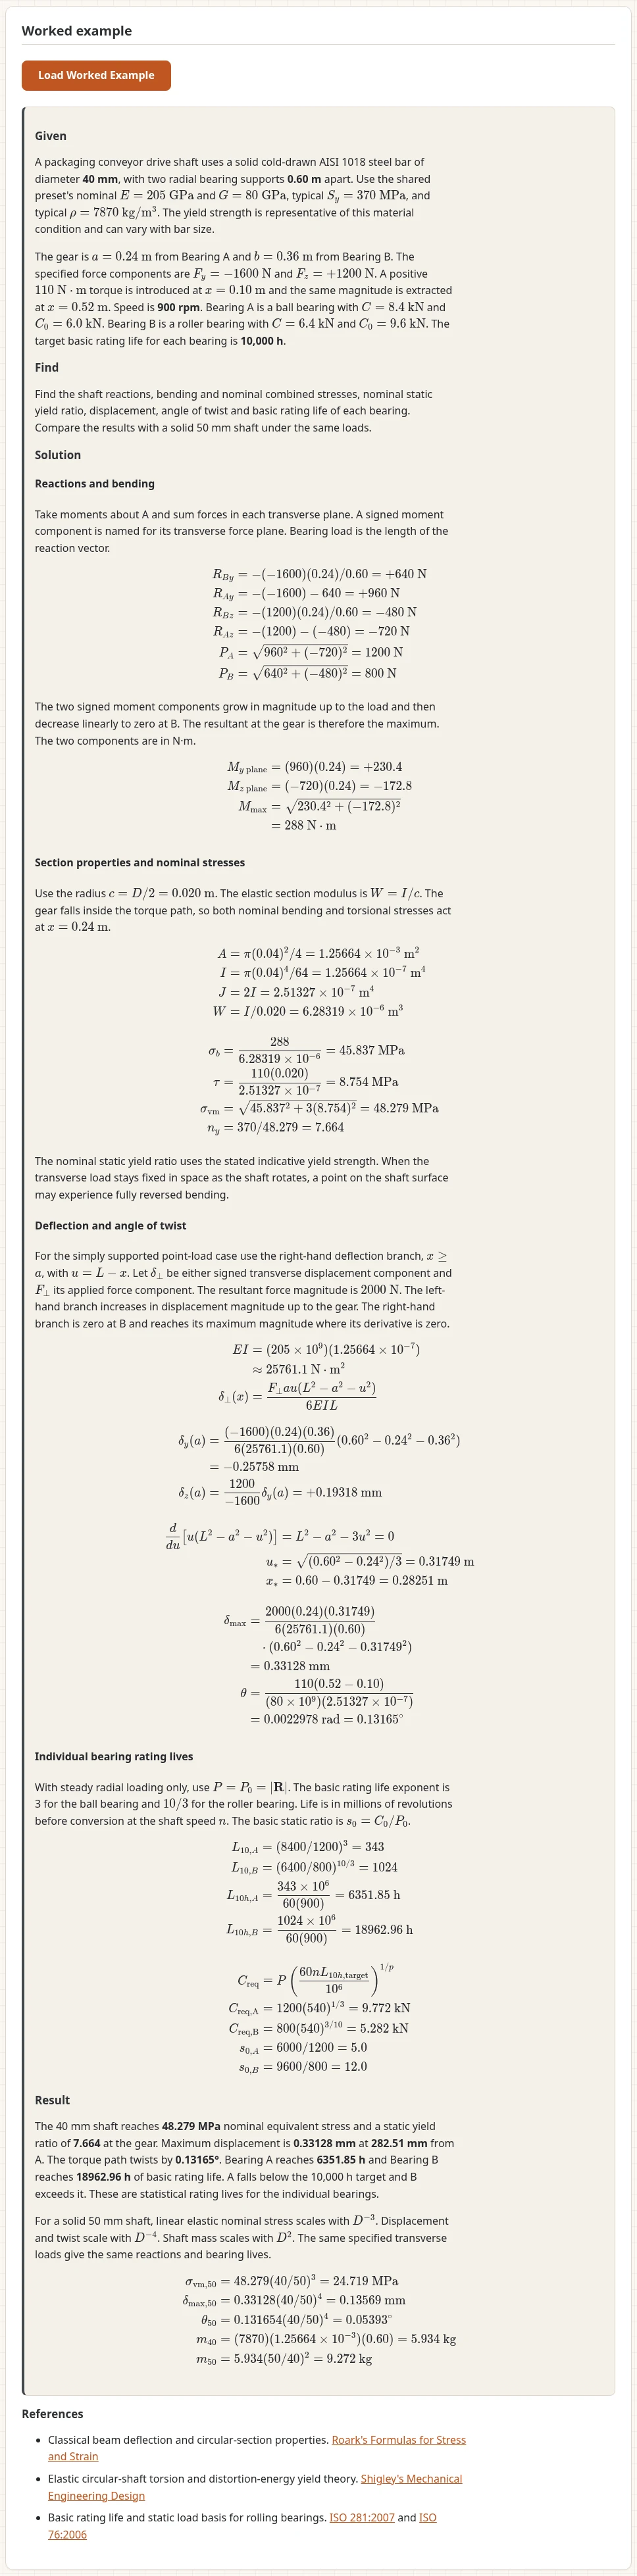 Worked example
Load Worked Example
Given
A packaging conveyor drive shaft uses a solid cold-drawn AISI 1018 steel bar of
diameter 40 mm, with two radial bearing supports 0.60 m apart. Use the shared
preset's nominal E = 205 GPa and G = 80 GPa, typical S_y = 370 MPa, and
typical ρ = 7870 kg/m³. The yield strength is representative of this material
condition and can vary with bar size.
The gear is a = 0.24 m from Bearing A and b = 0.36 m from Bearing B. The
specified force components are F_y = −1600 N and F_z = +1200 N. A positive
110 N · m torque is introduced at x = 0.10 m and the same magnitude is extracted
at x = 0.52 m. Speed is 900 rpm. Bearing A is a ball bearing with C = 8.4 kN and
C_0 = 6.0 kN. Bearing B is a roller bearing with C = 6.4 kN and C_0 = 9.6 kN. The
target basic rating life for each bearing is 10,000 h.
Find
Find the shaft reactions, bending and nominal combined stresses, nominal static
yield ratio, displacement, angle of twist and basic rating life of each bearing.
Compare the results with a solid 50 mm shaft under the same loads.
Solution
Reactions and bending
Take moments about A and sum forces in each transverse plane. A signed moment
component is named for its transverse force plane. Bearing load is the length of the
reaction vector.
R_{By} = −(−1600)(0.24)/0.60 = +640 N
R_{Ay} = −(−1600) − 640 = +960 N
R_{Bz} = −(1200)(0.24)/0.60 = −480 N
R_{Az} = −(1200) − (−480) = −720 N
P_A = √(960² + (−720)²) = 1200 N
P_B = √(640² + (−480)²) = 800 N
The two signed moment components grow in magnitude up to the load and then
decrease linearly to zero at B. The resultant at the gear is therefore the maximum.
The two components are in N·m.
M_{y plane} = (960)(0.24) = +230.4
M_{z plane} = (−720)(0.24) = −172.8
M_{max} = √(230.4² + (−172.8)²)
= 288 N · m
Section properties and nominal stresses
Use the radius c = D/2 = 0.020 m. The elastic section modulus is W = I/c. The
gear falls inside the torque path, so both nominal bending and torsional stresses act
at x = 0.24 m.
A = π(0.04)²/4 = 1.25664 × 10⁻³ m²
I = π(0.04)⁴/64 = 1.25664 × 10⁻⁷ m⁴
J = 2I = 2.51327 × 10⁻⁷ m⁴
W = I/0.020 = 6.28319 × 10⁻⁶ m³
σ_b = 288 / (6.28319 × 10⁻⁶) = 45.837 MPa
τ = 110(0.020) / (2.51327 × 10⁻⁷) = 8.754 MPa
σ_{vm} = √(45.837² + 3(8.754)²) = 48.279 MPa
n_y = 370/48.279 = 7.664
The nominal static yield ratio uses the stated indicative yield strength. When the
transverse load stays fixed in space as the shaft rotates, a point on the shaft surface
may experience fully reversed bending.
Deflection and angle of twist
For the simply supported point-load case use the right-hand deflection branch, x ≥
a, with u = L − x. Let δ_⊥ be either signed transverse displacement component and
F_⊥ its applied force component. The resultant force magnitude is 2000 N. The left-
hand branch increases in displacement magnitude up to the gear. The right-hand
branch is zero at B and reaches its maximum magnitude where its derivative is zero.
EI = (205 × 10⁹)(1.25664 × 10⁻⁷)
≈ 25761.1 N · m²
δ_⊥(x) = F_⊥au(L² − a² − u²) / 6EIL
δ_y(a) = (−1600)(0.24)(0.36) / 6(25761.1)(0.60) (0.60² − 0.24² − 0.36²)
= −0.25758 mm
δ_z(a) = 1200 / −1600 δ_y(a) = +0.19318 mm
d/du [u(L² − a² − u²)] = L² − a² − 3u² = 0
u_* = √((0.60² − 0.24²)/3) = 0.31749 m
x_* = 0.60 − 0.31749 = 0.28251 m
δ_{max} = 2000(0.24)(0.31749) / 6(25761.1)(0.60)
· (0.60² − 0.24² − 0.31749²)
= 0.33128 mm
θ = 110(0.52 − 0.10) / (80 × 10⁹)(2.51327 × 10⁻⁷)
= 0.0022978 rad = 0.13165°
Individual bearing rating lives
With steady radial loading only, use P = P_0 = |R|. The basic rating life exponent is
3 for the ball bearing and 10/3 for the roller bearing. Life is in millions of revolutions
before conversion at the shaft speed n. The basic static ratio is s_0 = C_0/P_0.
L_{10,A} = (8400/1200)³ = 343
L_{10,B} = (6400/800)^{10/3} = 1024
L_{10h,A} = 343 × 10⁶ / 60(900) = 6351.85 h
L_{10h,B} = 1024 × 10⁶ / 60(900) = 18962.96 h
C_{req} = P (60nL_{10h,target} / 10⁶)^{1/p}
C_{req,A} = 1200(540)^{1/3} = 9.772 kN
C_{req,B} = 800(540)^{3/10} = 5.282 kN
s_{0,A} = 6000/1200 = 5.0
s_{0,B} = 9600/800 = 12.0
Result
The 40 mm shaft reaches 48.279 MPa nominal equivalent stress and a static yield
ratio of 7.664 at the gear. Maximum displacement is 0.33128 mm at 282.51 mm from
A. The torque path twists by 0.13165°. Bearing A reaches 6351.85 h and Bearing B
reaches 18962.96 h of basic rating life. A falls below the 10,000 h target and B
exceeds it. These are statistical rating lives for the individual bearings.
For a solid 50 mm shaft, linear elastic nominal stress scales with D⁻³. Displacement
and twist scale with D⁻⁴. Shaft mass scales with D². The same specified transverse
loads give the same reactions and bearing lives.
σ_{vm,50} = 48.279(40/50)³ = 24.719 MPa
δ_{max,50} = 0.33128(40/50)⁴ = 0.13569 mm
θ_{50} = 0.131654(40/50)⁴ = 0.05393°
m_{40} = (7870)(1.25664 × 10⁻³)(0.60) = 5.934 kg
m_{50} = 5.934(50/40)² = 9.272 kg
References
• Classical beam deflection and circular-section properties. Roark's Formulas for Stress
and Strain
• Elastic circular-shaft torsion and distortion-energy yield theory. Shigley's Mechanical
Engineering Design
• Basic rating life and static load basis for rolling bearings. ISO 281:2007 and ISO
76:2006